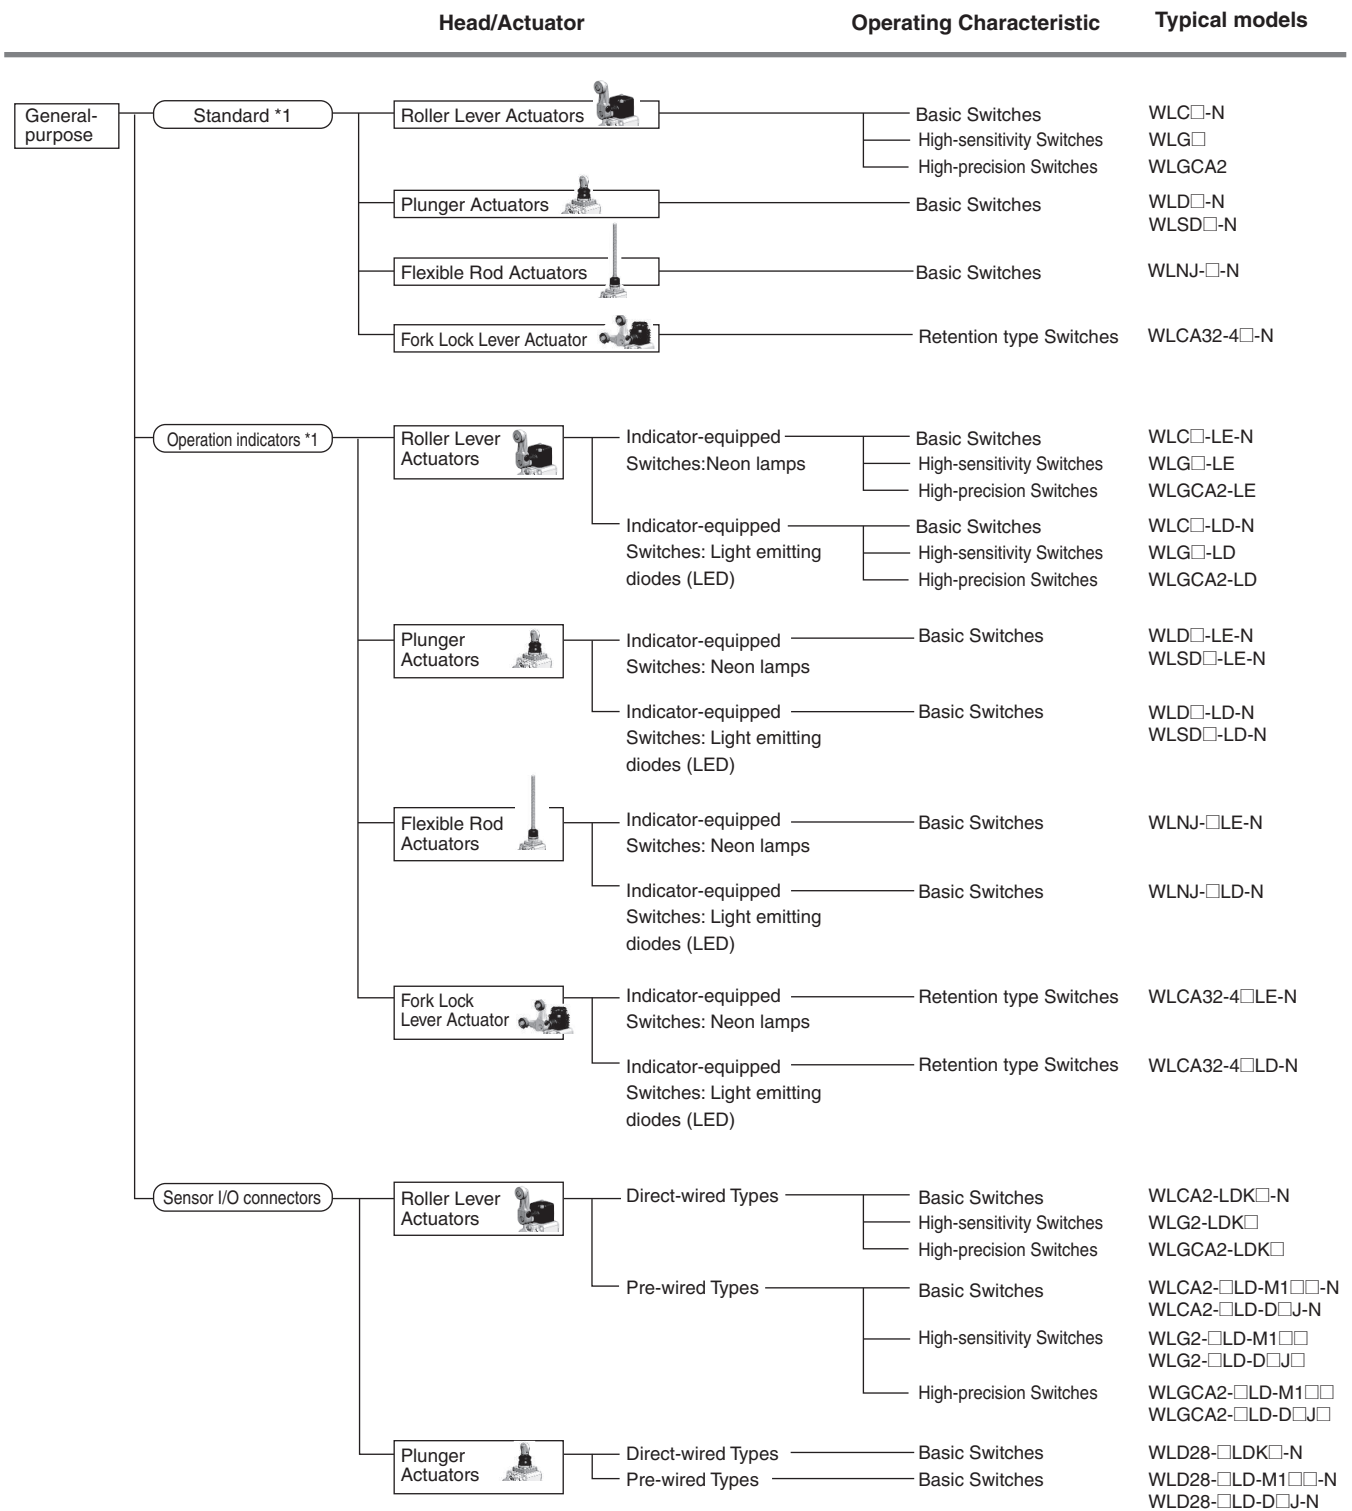 Head/Actuator
Operating Characteristic
Typical models
General-
purpose
Standard *1
Roller Lever Actuators
Basic Switches
WLC□-N
High-sensitivity Switches
WLG□
High-precision Switches
WLGCA2
Plunger Actuators
Basic Switches
WLD□-N
WLSD□-N
Flexible Rod Actuators
Basic Switches
WLNJ-□-N
Fork Lock Lever Actuator
Retention type Switches
WLCA32-4□-N
Operation indicators *1
Roller Lever
Actuators
Indicator-equipped
Switches:Neon lamps
Basic Switches
WLC□-LE-N
High-sensitivity Switches
WLG□-LE
High-precision Switches
WLGCA2-LE
Indicator-equipped
Switches: Light emitting
diodes (LED)
Basic Switches
WLC□-LD-N
High-sensitivity Switches
WLG□-LD
High-precision Switches
WLGCA2-LD
Plunger
Actuators
Indicator-equipped
Switches: Neon lamps
Basic Switches
WLD□-LE-N
WLSD□-LE-N
Indicator-equipped
Switches: Light emitting
diodes (LED)
Basic Switches
WLD□-LD-N
WLSD□-LD-N
Flexible Rod
Actuators
Indicator-equipped
Switches: Neon lamps
Basic Switches
WLNJ-□LE-N
Indicator-equipped
Switches: Light emitting
diodes (LED)
Basic Switches
WLNJ-□LD-N
Fork Lock
Lever Actuator
Indicator-equipped
Switches: Neon lamps
Retention type Switches
WLCA32-4□LE-N
Indicator-equipped
Switches: Light emitting
diodes (LED)
Retention type Switches
WLCA32-4□LD-N
Sensor I/O connectors
Roller Lever
Actuators
Direct-wired Types
Basic Switches
WLCA2-LDK□-N
High-sensitivity Switches
WLG2-LDK□
High-precision Switches
WLGCA2-LDK□
Pre-wired Types
Basic Switches
WLCA2-□LD-M1□□-N
WLCA2-□LD-D□J-N
High-sensitivity Switches
WLG2-□LD-M1□□
WLG2-□LD-D□J□
High-precision Switches
WLGCA2-□LD-M1□□
WLGCA2-□LD-D□J□
Plunger
Actuators
Direct-wired Types
Basic Switches
WLD28-□LDK□-N
Pre-wired Types
Basic Switches
WLD28-□LD-M1□□-N
WLD28-□LD-D□J-N